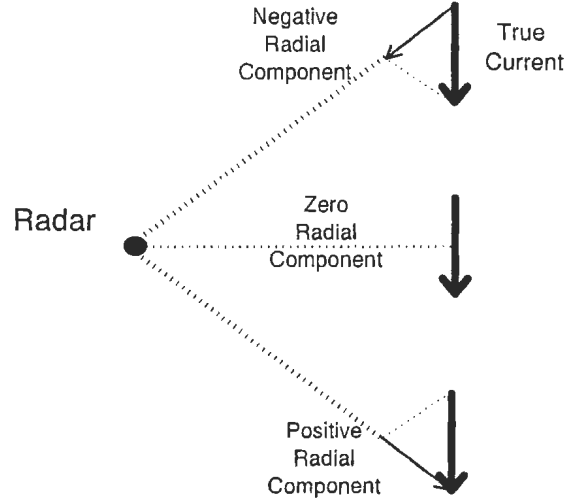 Negative
Radial
Component
True
Current
Radar
Zero
Radial
Component
Positive
Radial
Component